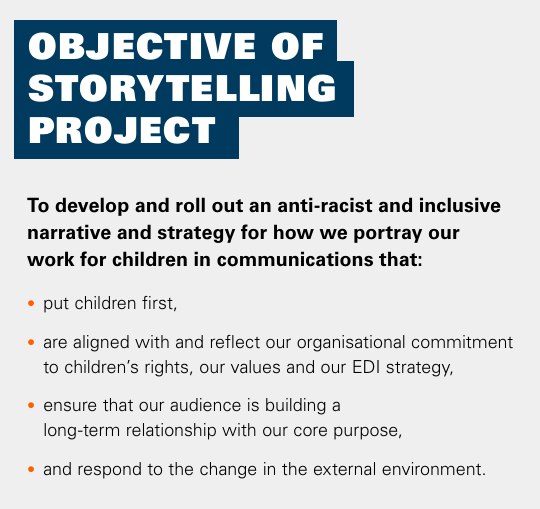 OBJECTIVE OF
STORYTELLING
PROJECT
To develop and roll out an anti-racist and inclusive
narrative and strategy for how we portray our
work for children in communications that:
• put children first,
• are aligned with and reflect our organisational commitment
to children’s rights, our values and our EDI strategy,
• ensure that our audience is building a
long-term relationship with our core purpose,
• and respond to the change in the external environment.